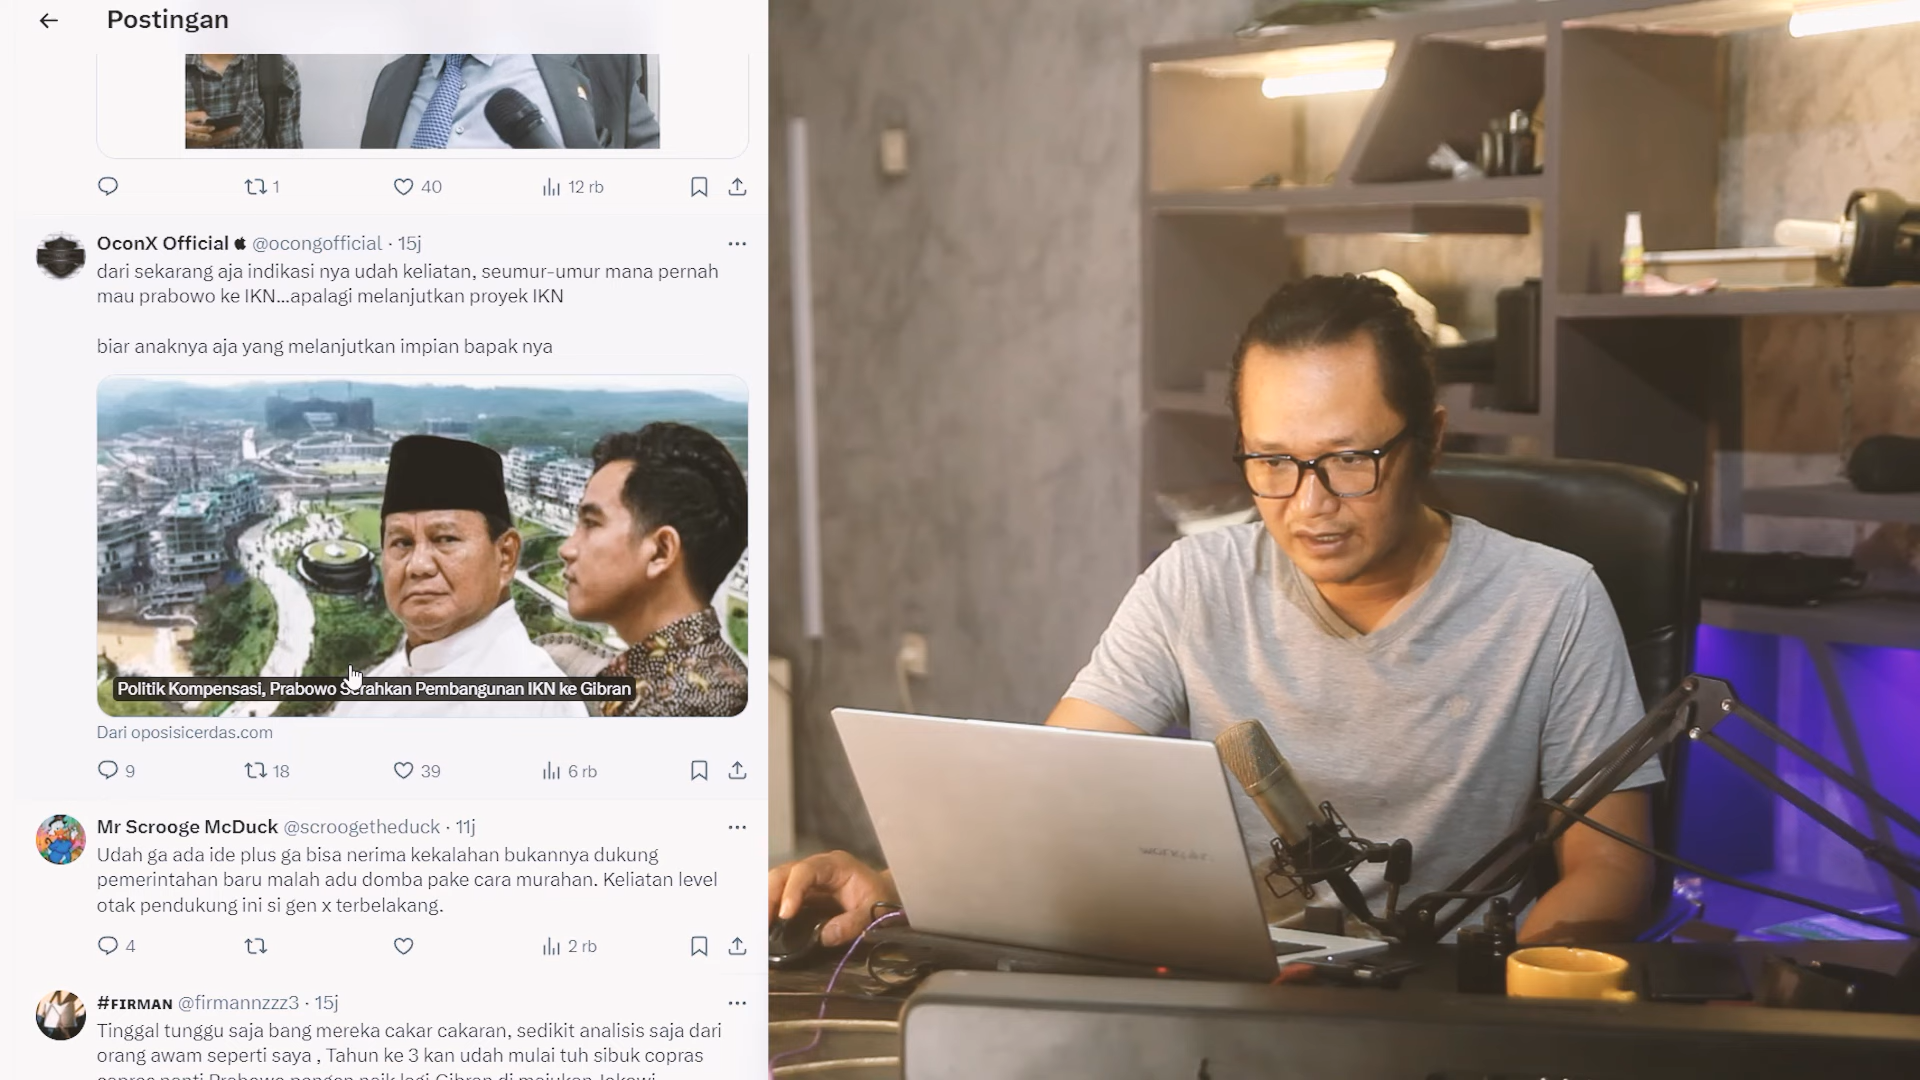 Postingan
1
40
12 rb
OconX Official @ocongofficial · 15j
dari sekarang aja indikasi nya udah keliatan, seumur-umur mana pernah
mau prabowo ke IKN...apalagi melanjutkan proyek IKN
biar anaknya aja yang melanjutkan impian bapak nya
Politik Kompensasi, Prabowo Serahkan Pembangunan IKN ke Gibran
Dari oposisicerdas.com
9
18
39
6 rb
Mr Scrooge McDuck @scroogetheduck · 11j
Udah ga ada ide plus ga bisa nerima kekalahan bukannya dukung
pemerintahan baru malah adu domba pake cara murahan. Keliatan level
otak pendukung ini si gen x terbelakang.
4
2 rb
#FIRMAN @firmannzzz3 · 15j
Tinggal tunggu saja bang mereka cakar cakaran, sedikit analisis saja dari
orang awam seperti saya , Tahun ke 3 kan udah mulai tuh sibuk copras